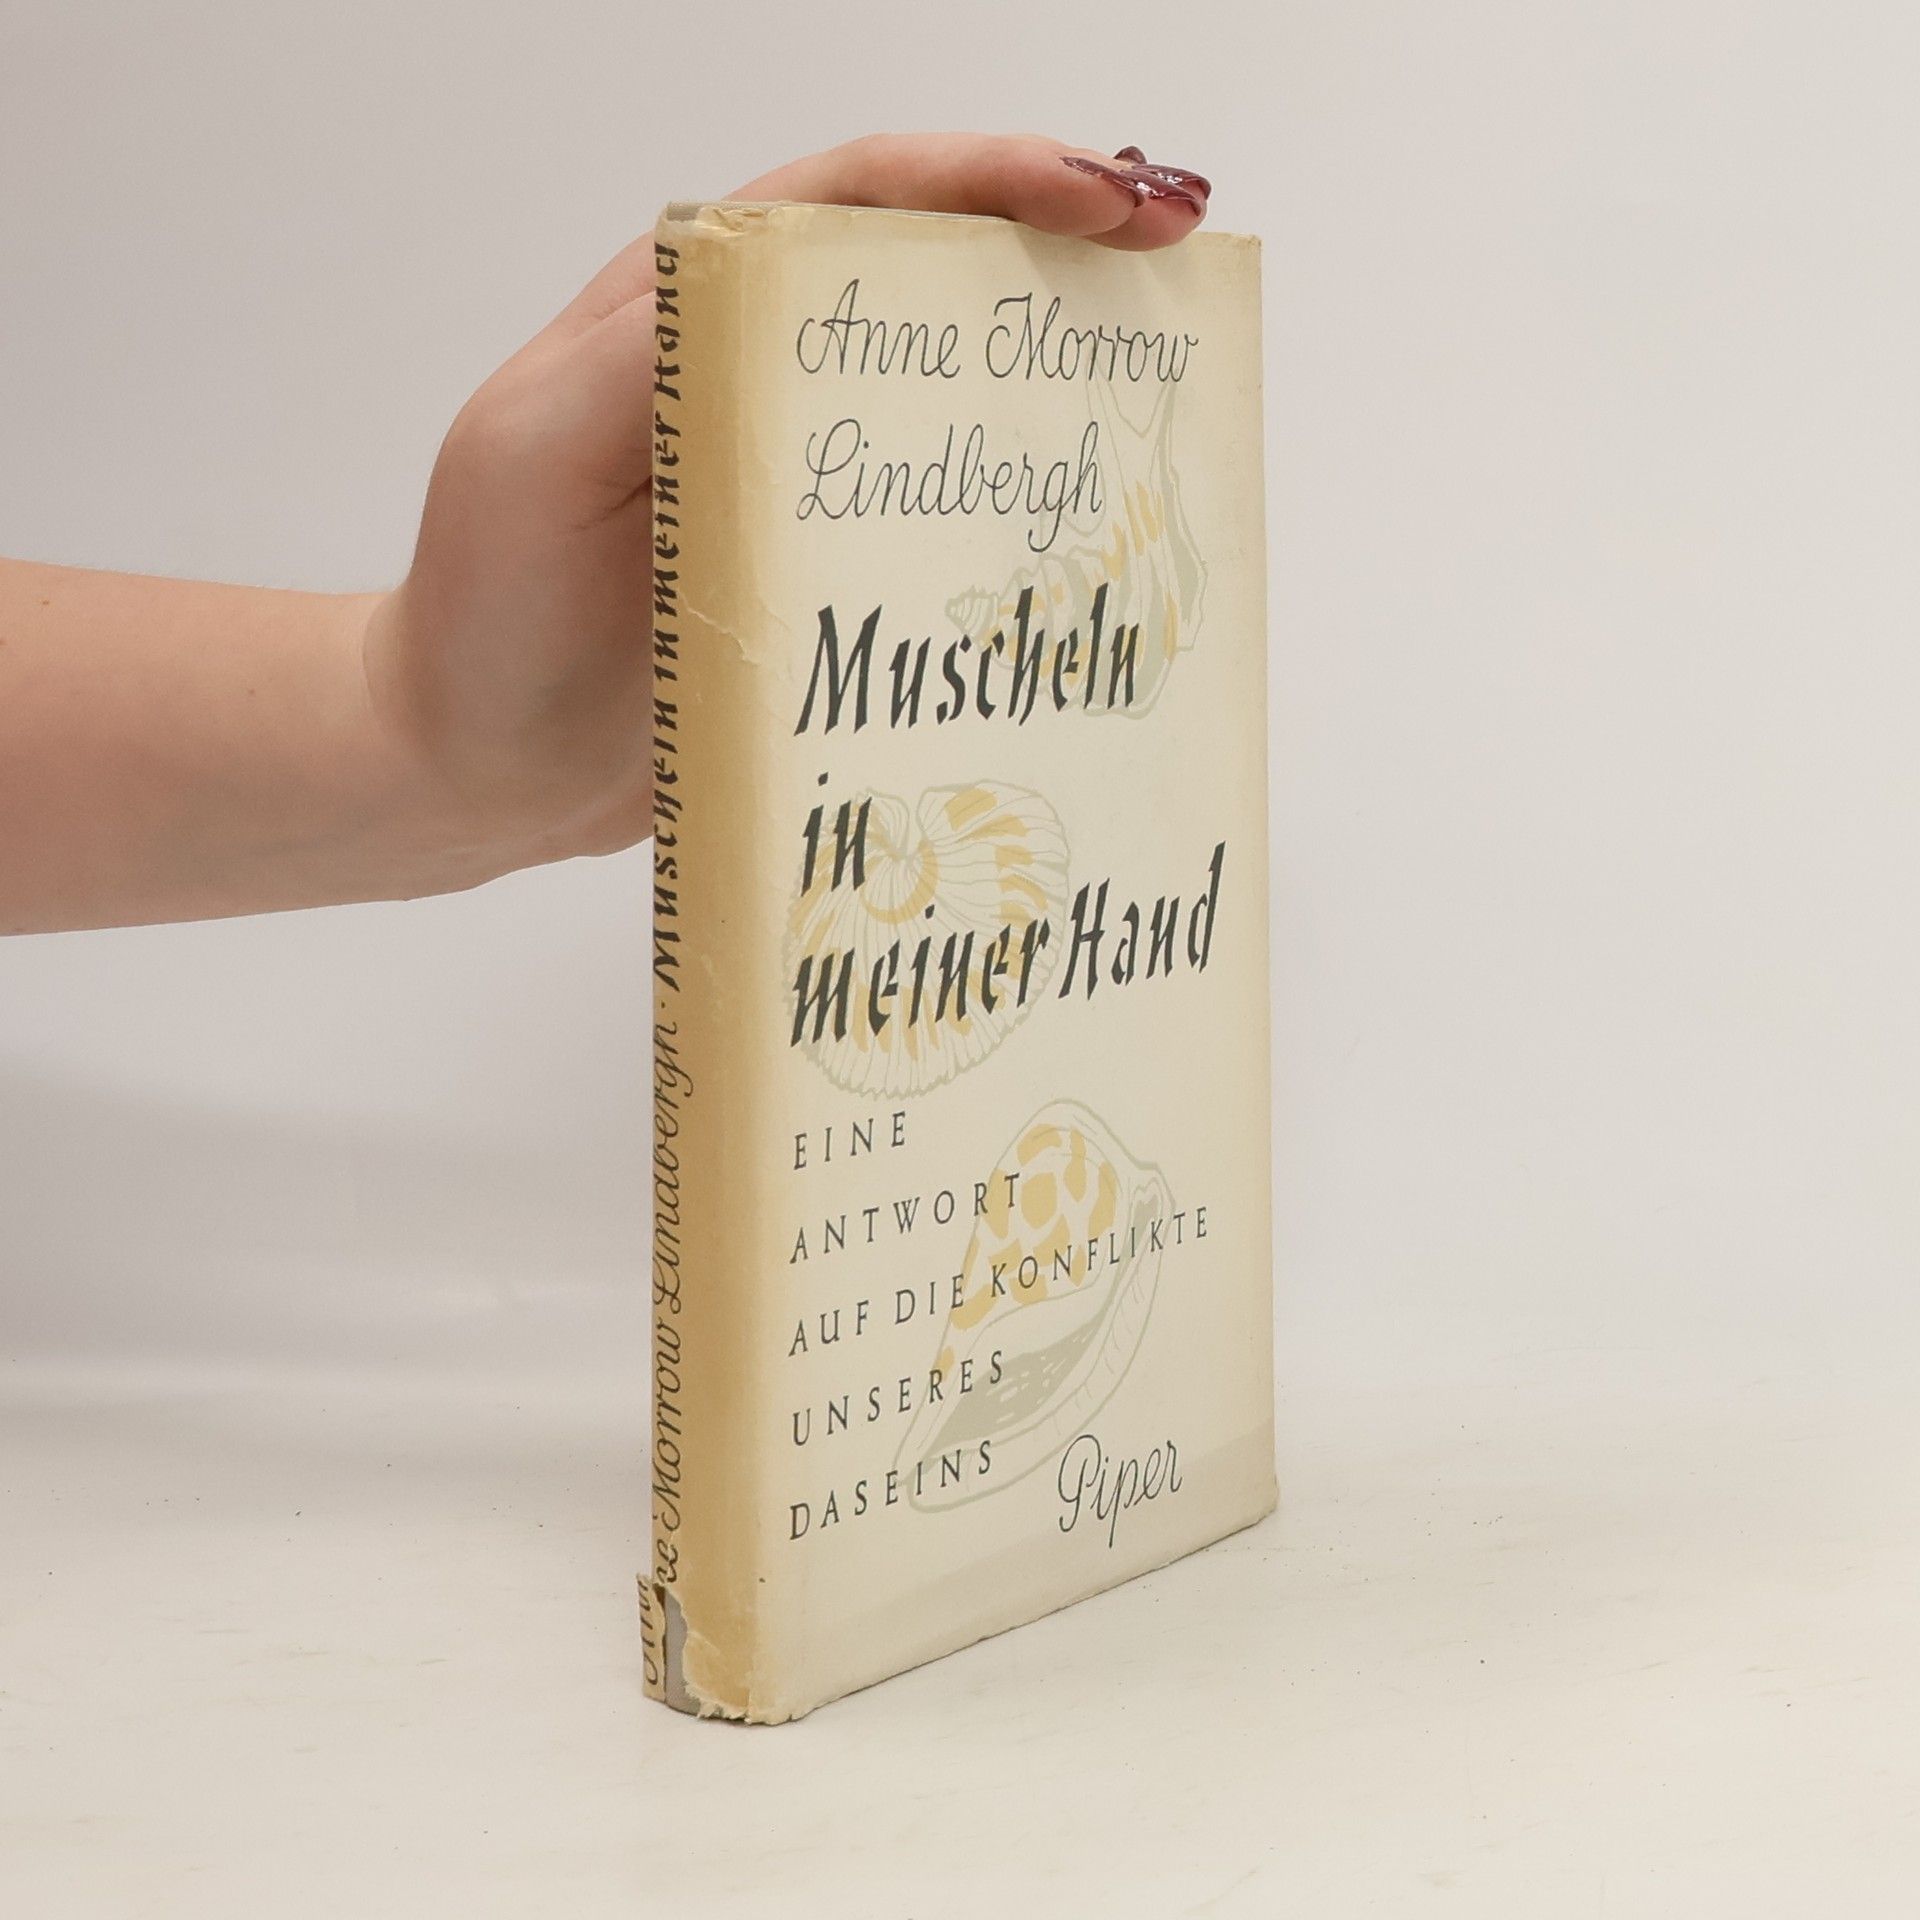 Anne Morrow
Lindbergh
Muscheln
in
meiner Hand
EINE
ANTWORT
AUF DIE KONFLIKTE
UNSERES
DASEINS
Piper
Anne Morrow Lindbergh · Muscheln in meiner Hand